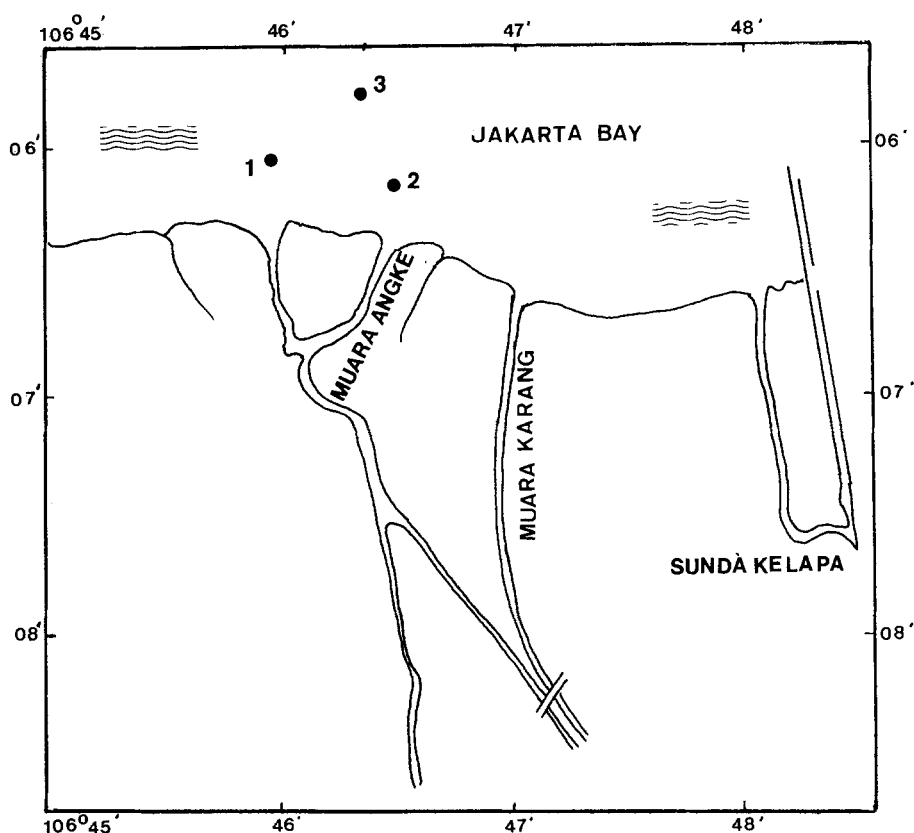 106° 45' 46' 47' 48'
3
JAKARTA BAY
06' 06'
1
2
MUARA ANGKE
MUARA KARANG
07' 07'
SUNDÀ KELAPA
08' 08'
106° 45' 46' 47' 48'